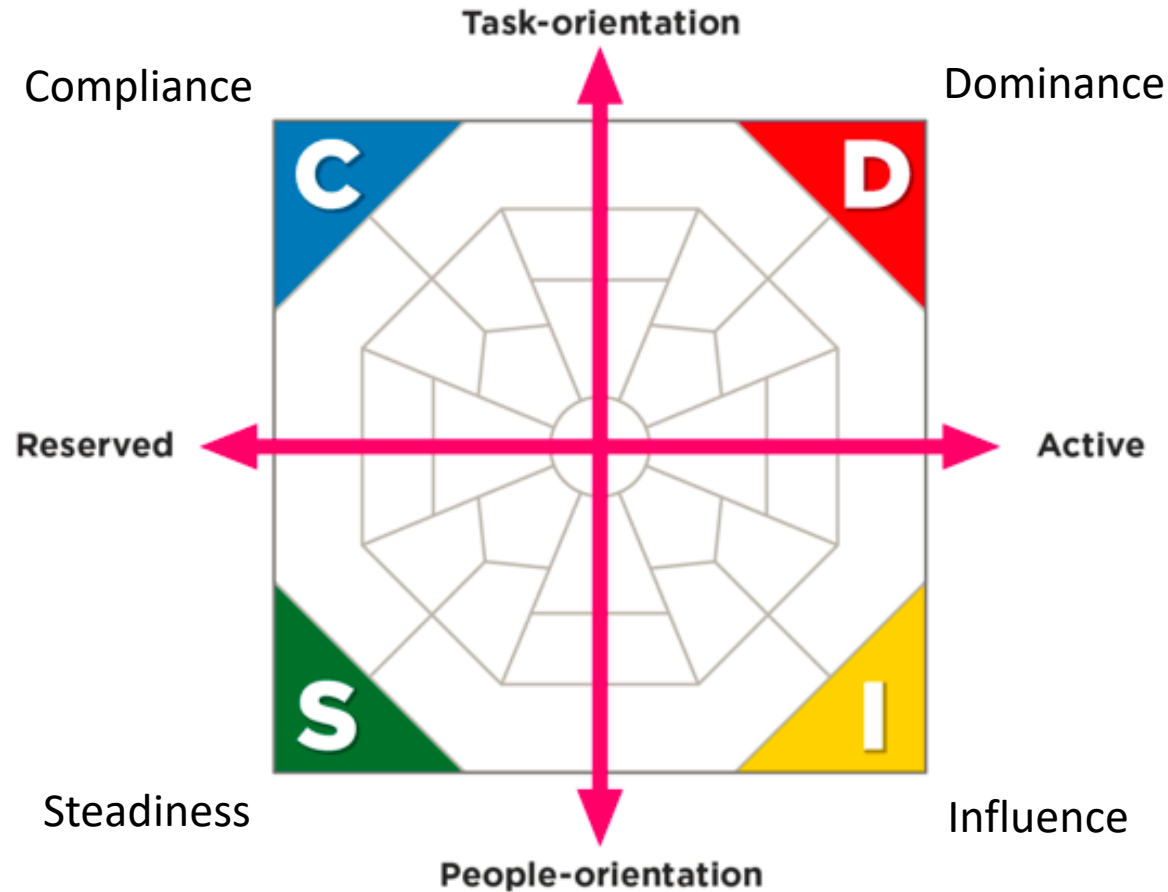 Task-orientation
Compliance
Dominance
C
D
Reserved
Active
S
I
Steadiness
Influence
People-orientation